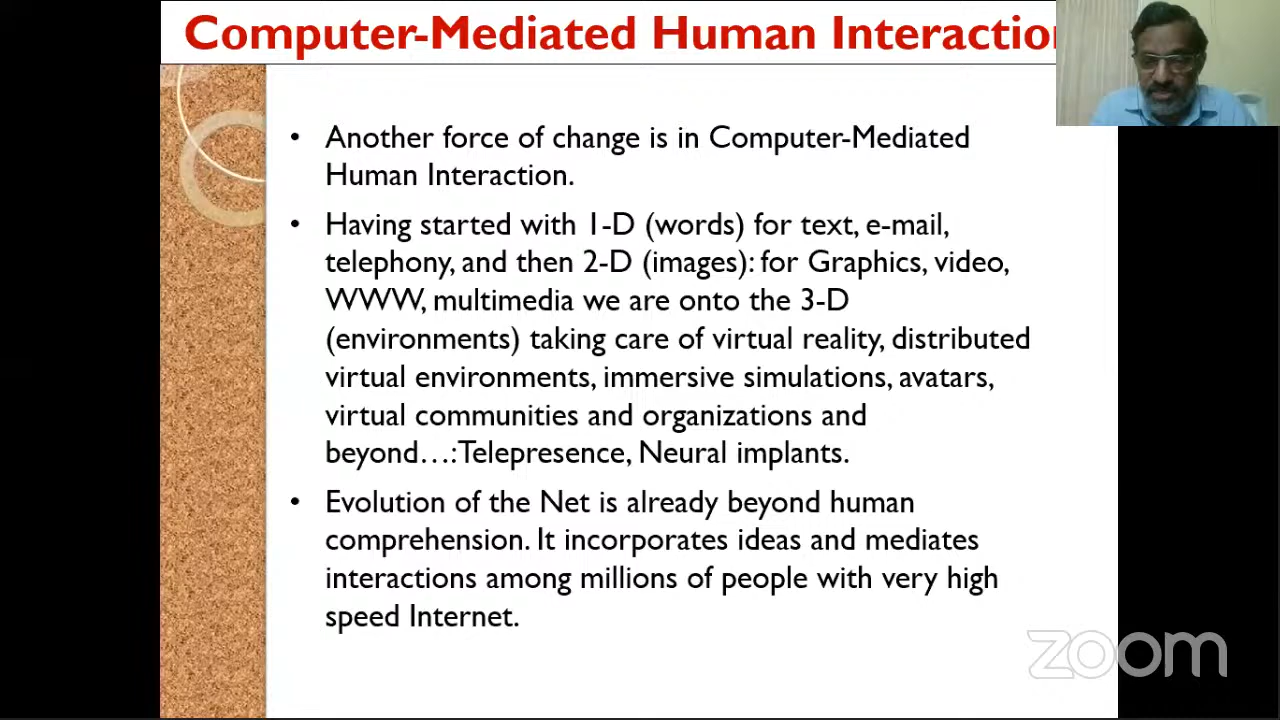 Computer-Mediated Human Interaction
• Another force of change is in Computer-Mediated
Human Interaction.
• Having started with 1-D (words) for text, e-mail,
telephony, and then 2-D (images): for Graphics, video,
WWW, multimedia we are onto the 3-D
(environments) taking care of virtual reality, distributed
virtual environments, immersive simulations, avatars,
virtual communities and organizations and
beyond…:Telepresence, Neural implants.
• Evolution of the Net is already beyond human
comprehension. It incorporates ideas and mediates
interactions among millions of people with very high
speed Internet.
zoom